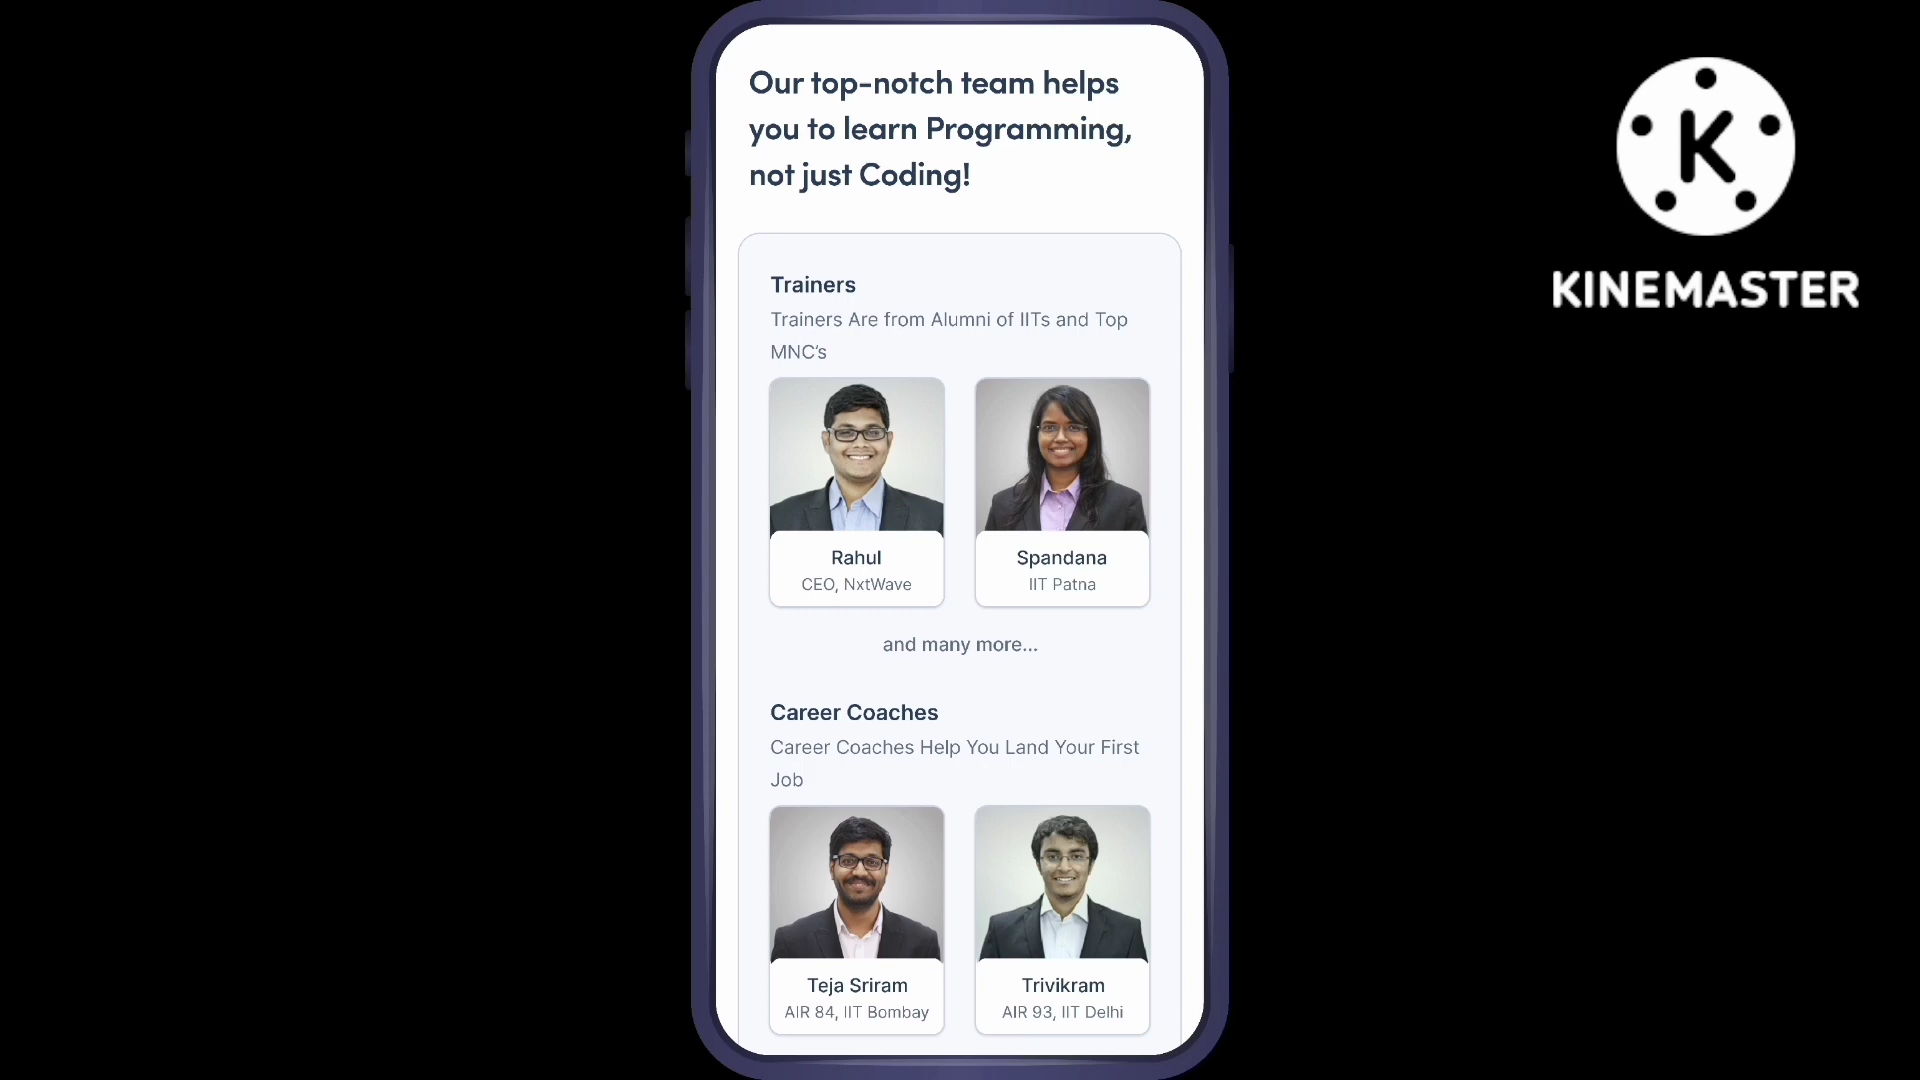 Our top-notch team helps
you to learn Programming,
not just Coding!
Trainers
Trainers Are from Alumni of IITs and Top
MNC's
Rahul
CEO, NxtWave
Spandana
IIT Patna
and many more...
Career Coaches
Career Coaches Help You Land Your First
Job
Teja Sriram
AIR 84, IIT Bombay
Trivikram
AIR 93, IIT Delhi
K
KINEMASTER